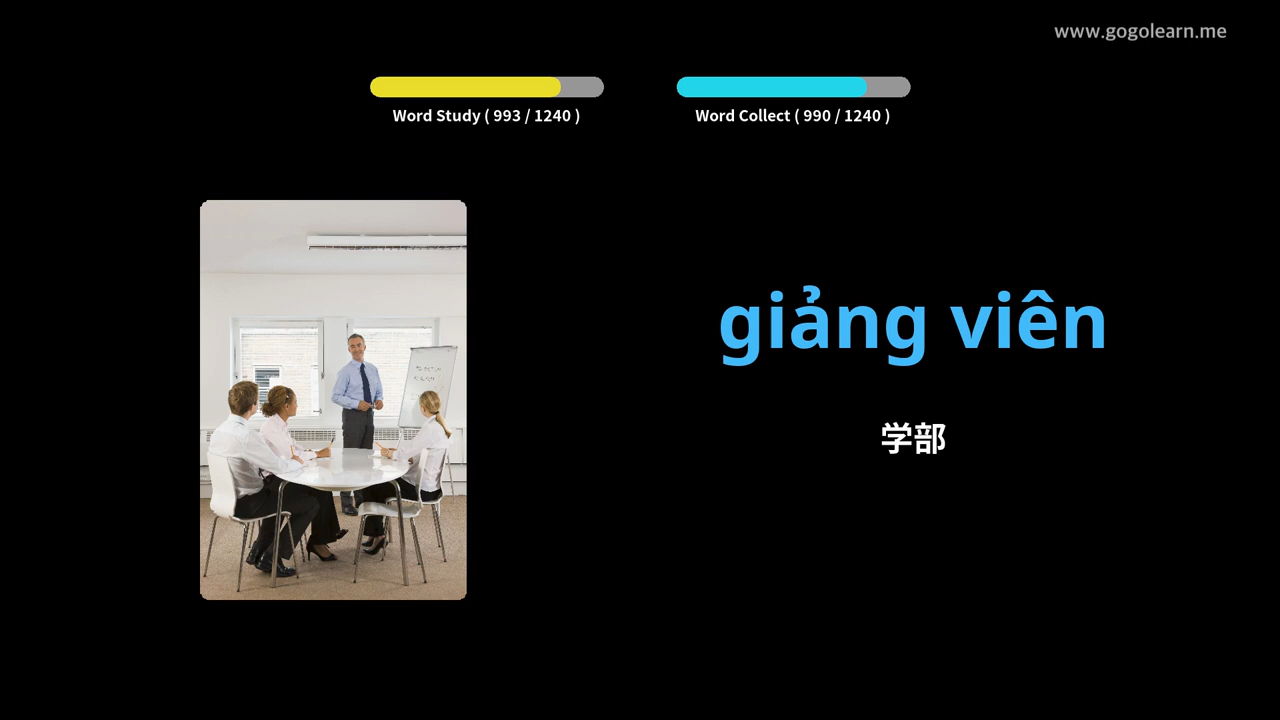 www.gogolearn.me
Word Study ( 993 / 1240 )
Word Collect ( 990 / 1240 )
giảng viên
学部